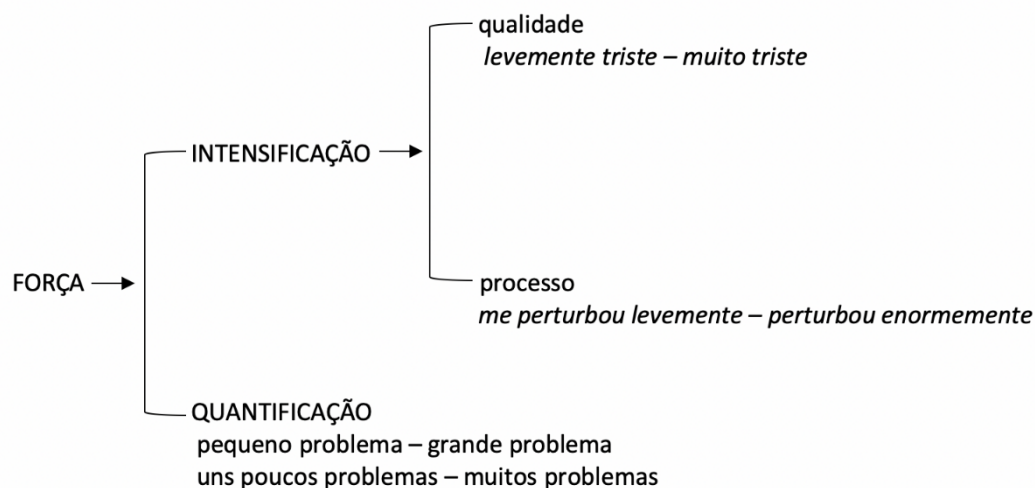 qualidade
levemente triste – muito triste
INTENSIFICAÇÃO
FORÇA
processo
me perturbou levemente – perturbou enormemente
QUANTIFICAÇÃO
pequeno problema – grande problema
uns poucos problemas – muitos problemas